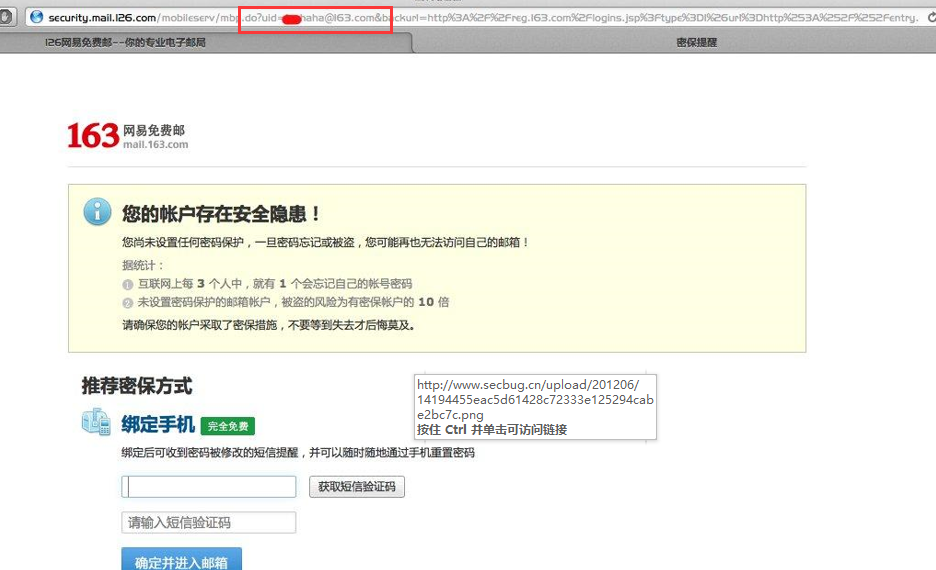 security.mail.126.com/mobileserv/mbp.do?uid= haha@163.com&backurl=http%3A%2F%2Freg.163.com%2Flogins.jsp%3Ftype%3D1%26url%3Dhttp%253A%252F%252Fentry.
126网易免费邮--你的专业电子邮局
密保提醒
163 网易免费邮
mail.163.com
您的帐户存在安全隐患！
您尚未设置任何密码保护，一旦密码忘记或被盗，您可能再也无法访问自己的邮箱！
据统计：
1 互联网上每 3 个人中，就有 1 个会忘记自己的帐号密码
2 未设置密码保护的邮箱帐户，被盗的风险为有密保帐户的 10 倍
请确保您的帐户采取了密保措施，不要等到失去才后悔莫及。
推荐密保方式
http://www.secbug.cn/upload/201206/
14194455eac5d61428c72333e125294cab
e2bc7c.png
按住 Ctrl 并单击可访问链接
绑定手机 完全免费
绑定后可收到密码被修改的短信提醒，并可以随时随地通过手机重置密码
获取短信验证码
请输入短信验证码
确定并进入邮箱